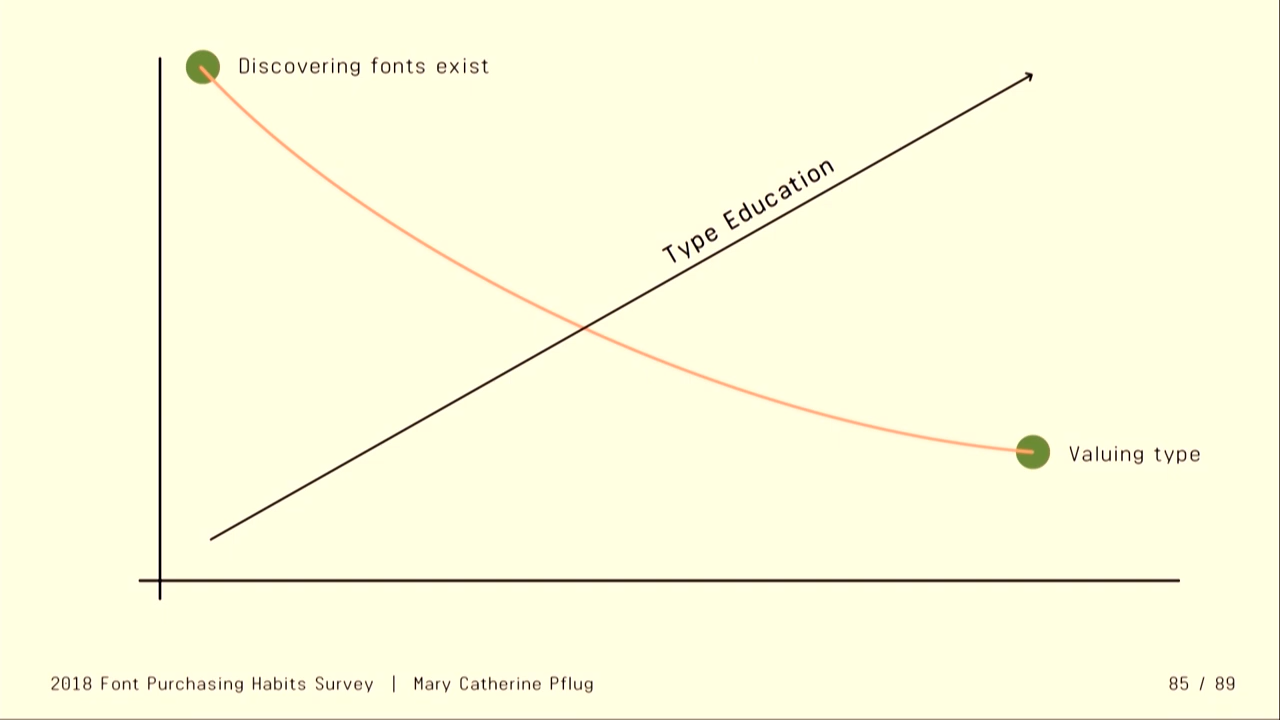 Discovering fonts exist
Type Education
Valuing type
2018 Font Purchasing Habits Survey | Mary Catherine Pflug
85 / 89